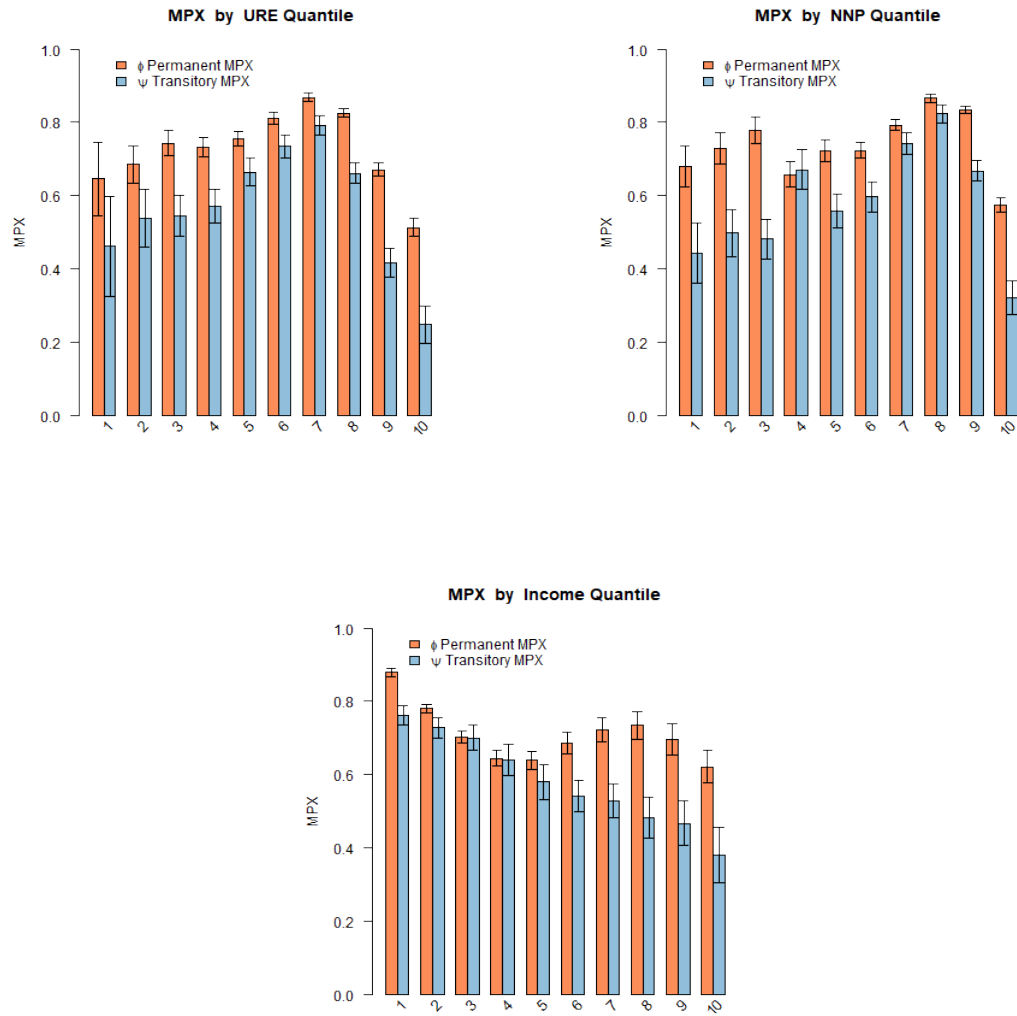 MPX by URE Quantile
1.0
0.8
0.6
0.4
0.2
0.0
MPX
ϕ Permanent MPX
ψ Transitory MPX
1 2 3 4 5 6 7 8 9 10
MPX by NNP Quantile
1.0
0.8
0.6
0.4
0.2
0.0
MPX
ϕ Permanent MPX
ψ Transitory MPX
1 2 3 4 5 6 7 8 9 10
MPX by Income Quantile
1.0
0.8
0.6
0.4
0.2
0.0
MPX
ϕ Permanent MPX
ψ Transitory MPX
1 2 3 4 5 6 7 8 9 10